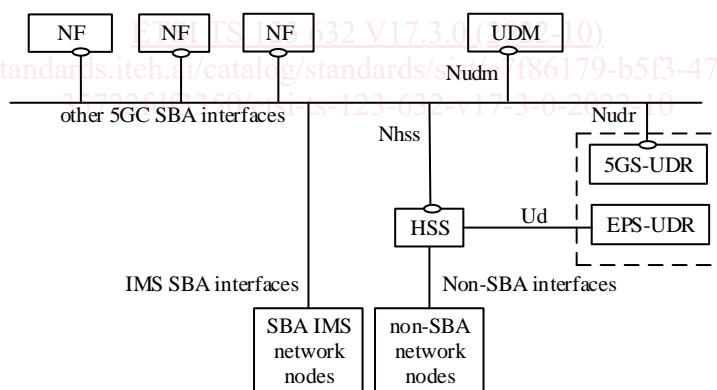 ETSI TS 123 632 V17.3.0 (2022-10)
NF
NF
NF
UDM
Nudm
other 5GC SBA interfaces
Nhss
Nudr
5GS-UDR
HSS
Ud
EPS-UDR
IMS SBA interfaces
Non-SBA interfaces
SBA IMS
network
nodes
non-SBA
network
nodes